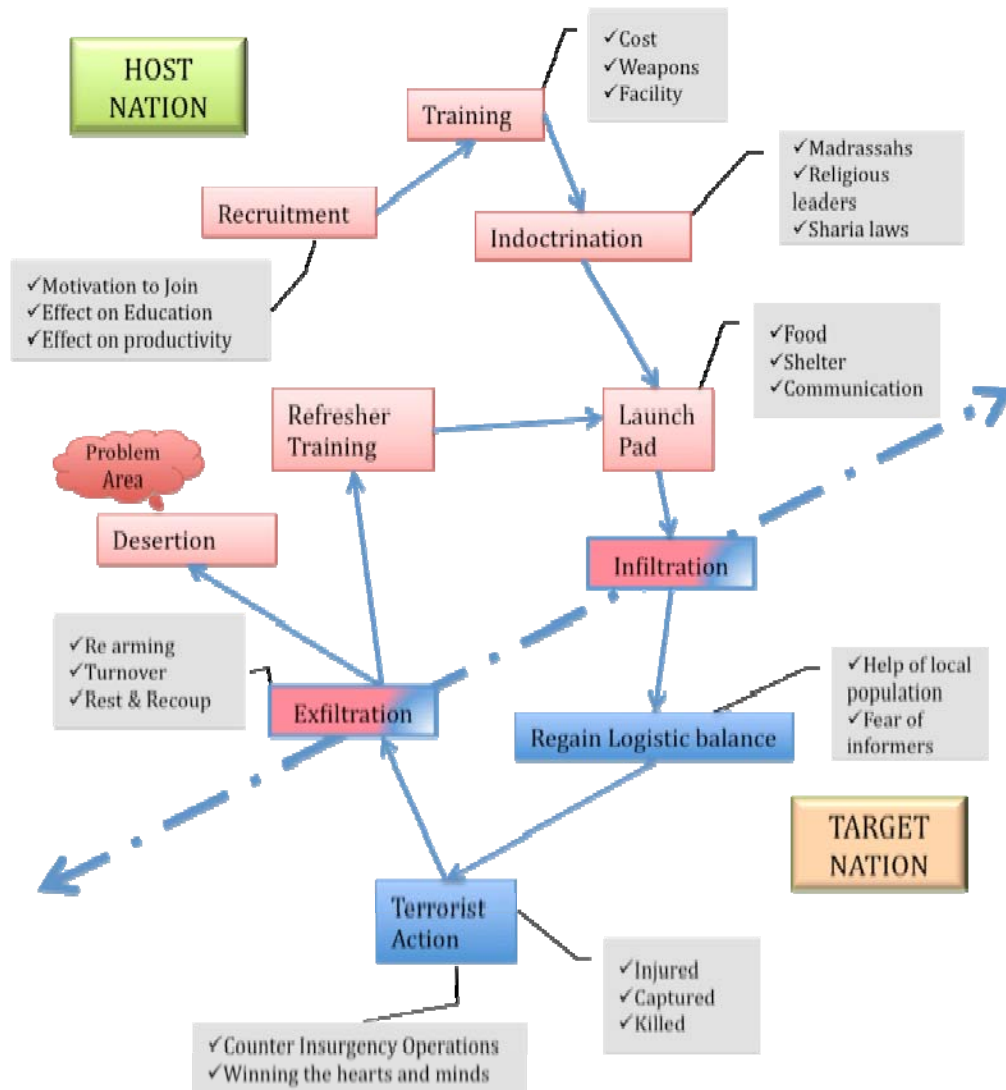 HOST
NATION
Training
✓Cost
✓Weapons
✓Facility
Recruitment
✓Motivation to Join
✓Effect on Education
✓Effect on productivity
Indoctrination
✓Madrassahs
✓Religious
leaders
✓Sharia laws
Refresher
Training
Launch
Pad
✓Food
✓Shelter
✓Communication
Problem
Area
Desertion
Infiltration
✓Re arming
✓Turnover
✓Rest & Recoup
Exfiltration
Regain Logistic balance
✓Help of local
population
✓Fear of
informers
TARGET
NATION
Terrorist
Action
✓Injured
✓Captured
✓Killed
✓Counter Insurgency Operations
✓Winning the hearts and minds